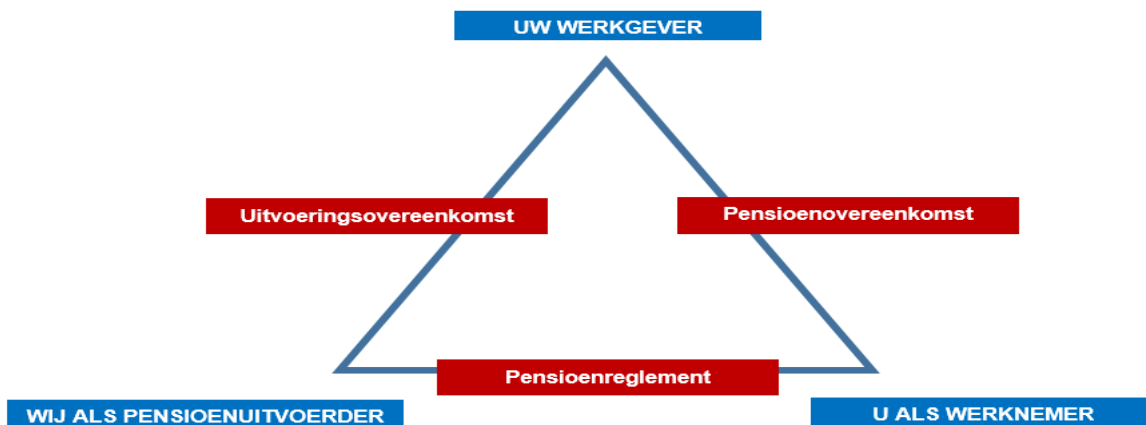 UW WERKGEVER
Uitvoeringsovereenkomst
Pensioenovereenkomst
Pensioenreglement
WIJ ALS PENSIOENUITVOERDER
U ALS WERKNEMER